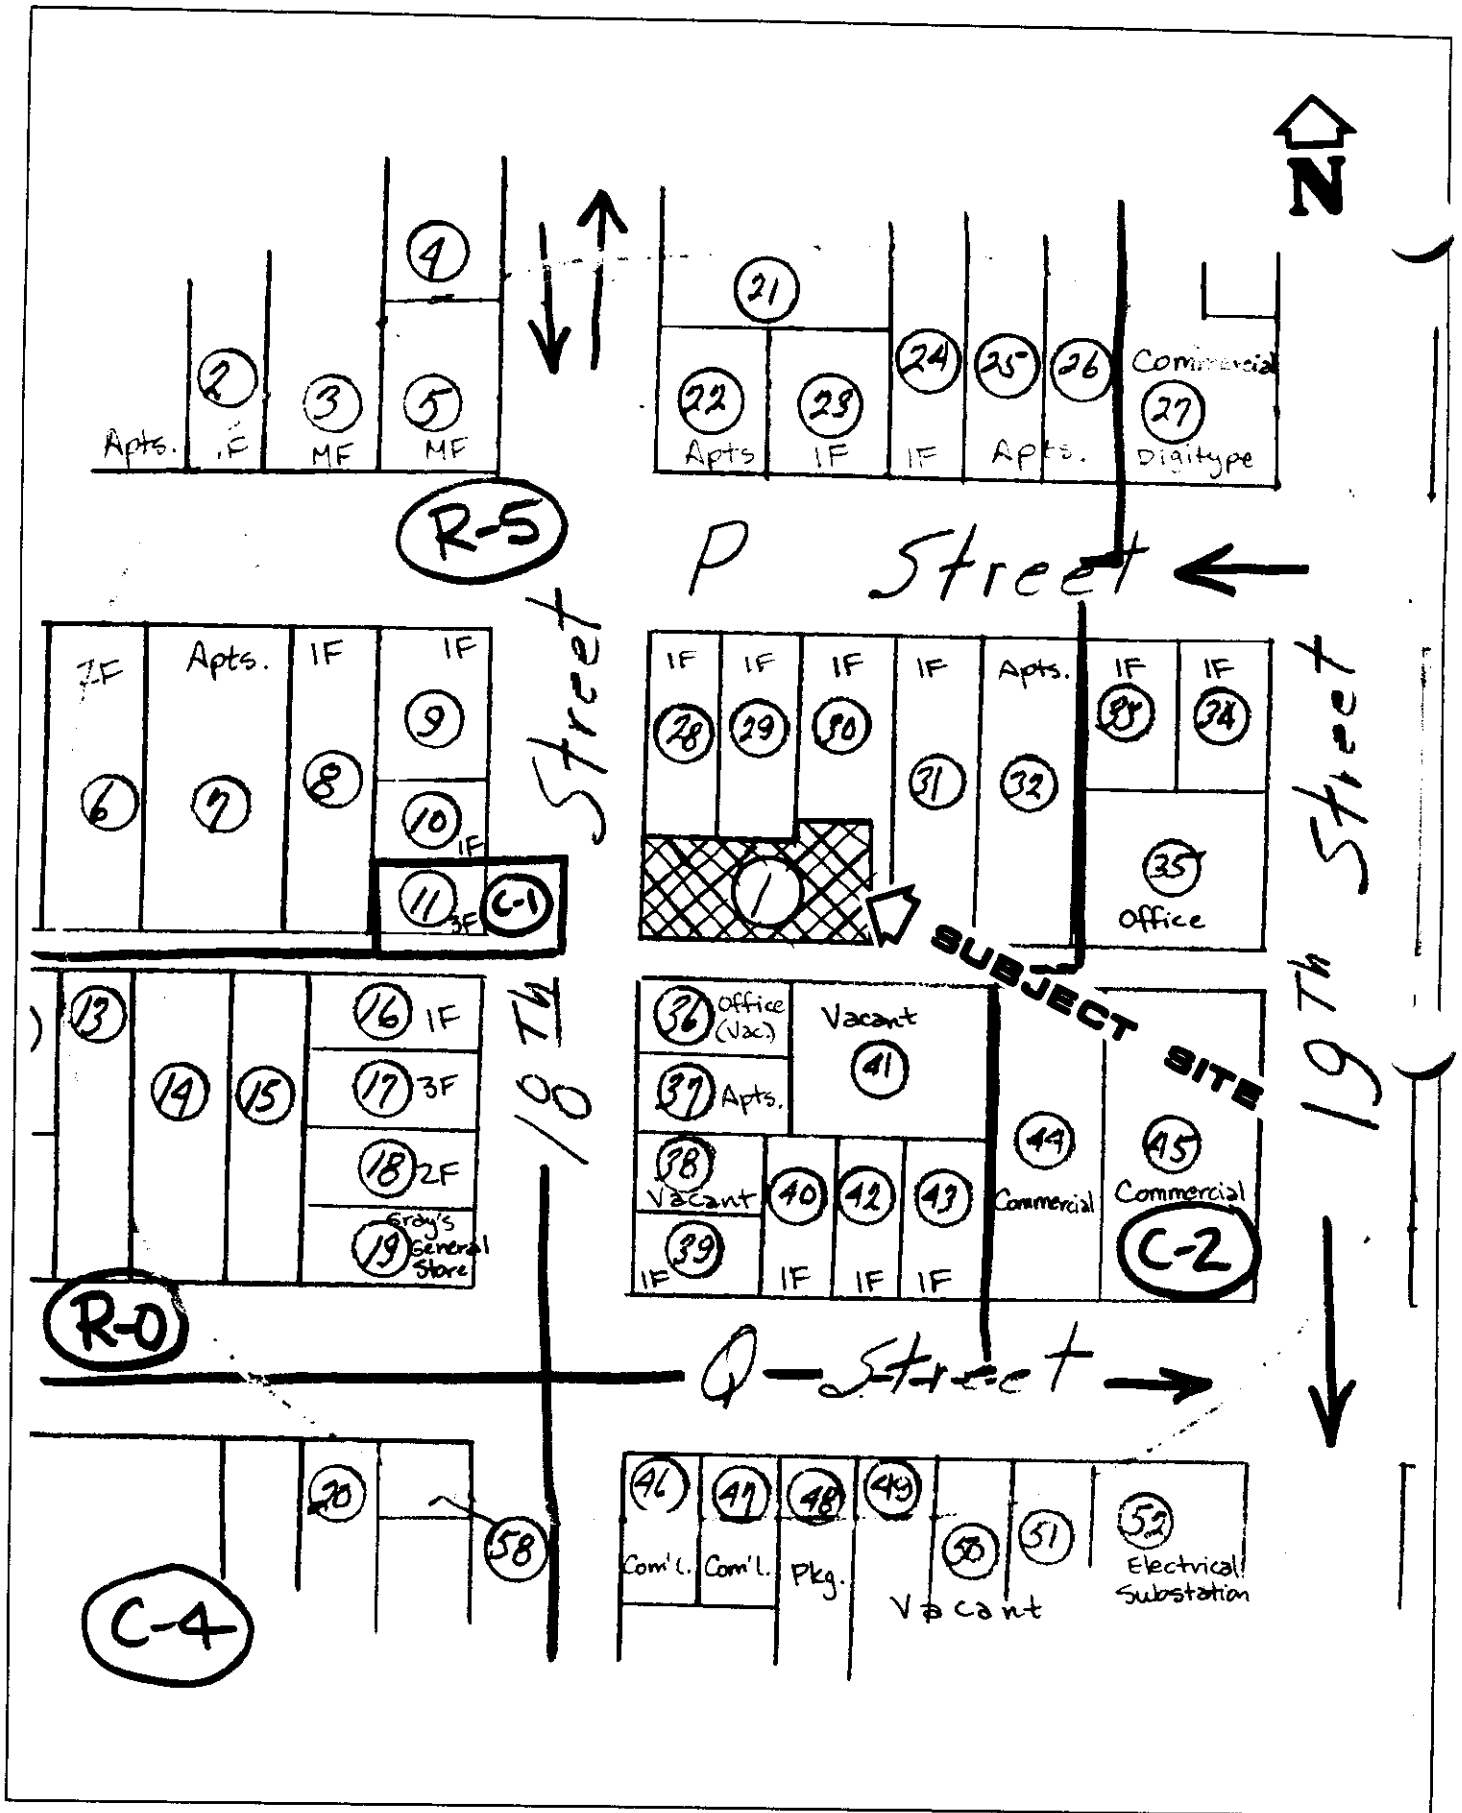 N
4
21
2
3
5
22
23
24
25
26
Commercial
27
Apts.
1F
MF
MF
Apts
1F
1F
Apts.
Digitype
R-5
P Street
7F
Apts.
1F
1F
1F
1F
1F
1F
Apts.
1F
1F
9
28
29
30
33
34
6
7
8
10
1F
31
32
11
3F
C-1
1
35
Office
SUBJECT SITE
18Th Street
19Th Street
13
14
15
16
1F
17
3F
18
2F
19
Gray's
General
Store
36
Office
(Vac.)
37
Apts.
38
Vacant
39
1F
Vacant
41
40
1F
42
1F
43
1F
44
Commercial
45
Commercial
C-2
R-0
Q Street
20
58
46
47
48
49
50
51
52
Com'l.
Com'l.
Pkg.
Vacant
Electrical
Substation
C-4